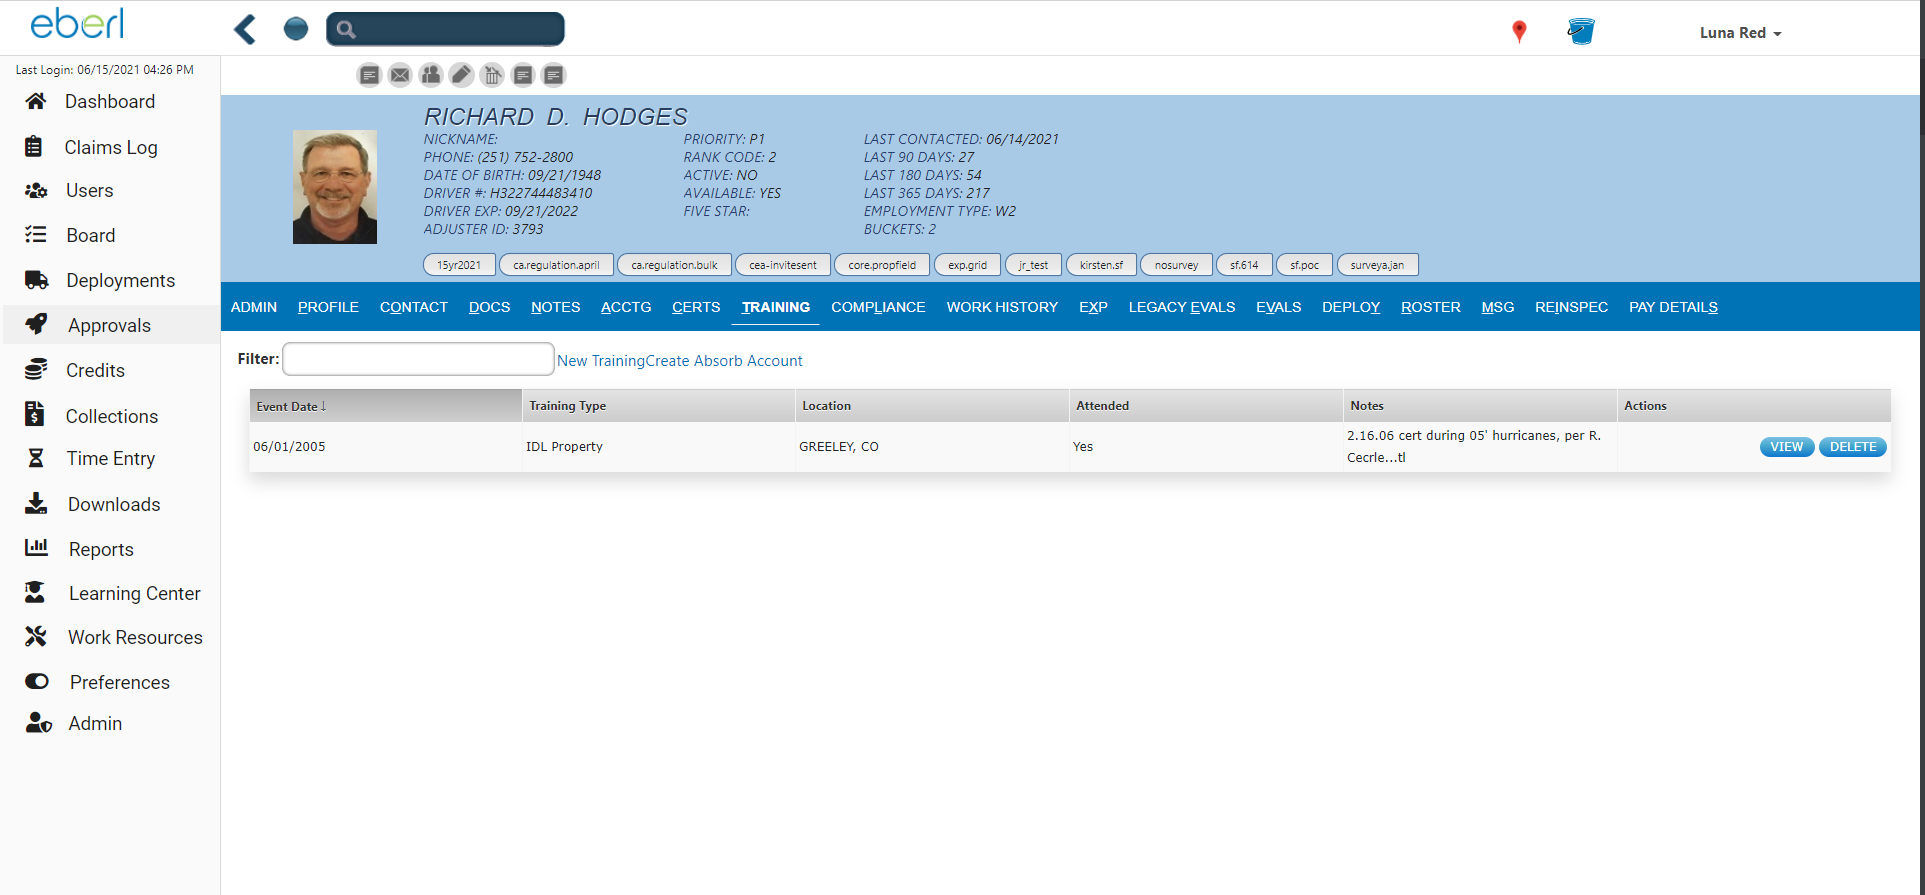 eberl
Luna Red
Last Login: 06/15/2021 04:26 PM
Dashboard
Claims Log
Users
Board
Deployments
Approvals
Credits
Collections
Time Entry
Downloads
Reports
Learning Center
Work Resources
Preferences
Admin
RICHARD D. HODGES
NICKNAME:
PHONE: (251) 752-2800
DATE OF BIRTH: 09/21/1948
DRIVER #: H322744483410
DRIVER EXP: 09/21/2022
ADJUSTER ID: 3793
PRIORITY: P1
RANK CODE: 2
ACTIVE: NO
AVAILABLE: YES
FIVE STAR:
LAST CONTACTED: 06/14/2021
LAST 90 DAYS: 27
LAST 180 DAYS: 54
LAST 365 DAYS: 217
EMPLOYMENT TYPE: W2
BUCKETS: 2
15yr2021 ca.regulation.april ca.regulation.bulk cea-invitesent core.propfield exp.grid jr_test kirsten.sf nosurvey sf.614 sf.poc surveya.jan
ADMIN PROFILE CONTACT DOCS NOTES ACCTG CERTS TRAINING COMPLIANCE WORK HISTORY EXP LEGACY EVALS EVALS DEPLOY ROSTER MSG REINSPEC PAY DETAILS
Filter: New TrainingCreate Absorb Account
Event Date ↓ Training Type Location Attended Notes Actions
06/01/2005 IDL Property GREELEY, CO Yes 2.16.06 cert during 05' hurricanes, per R.
Cecrle...tl
VIEW DELETE